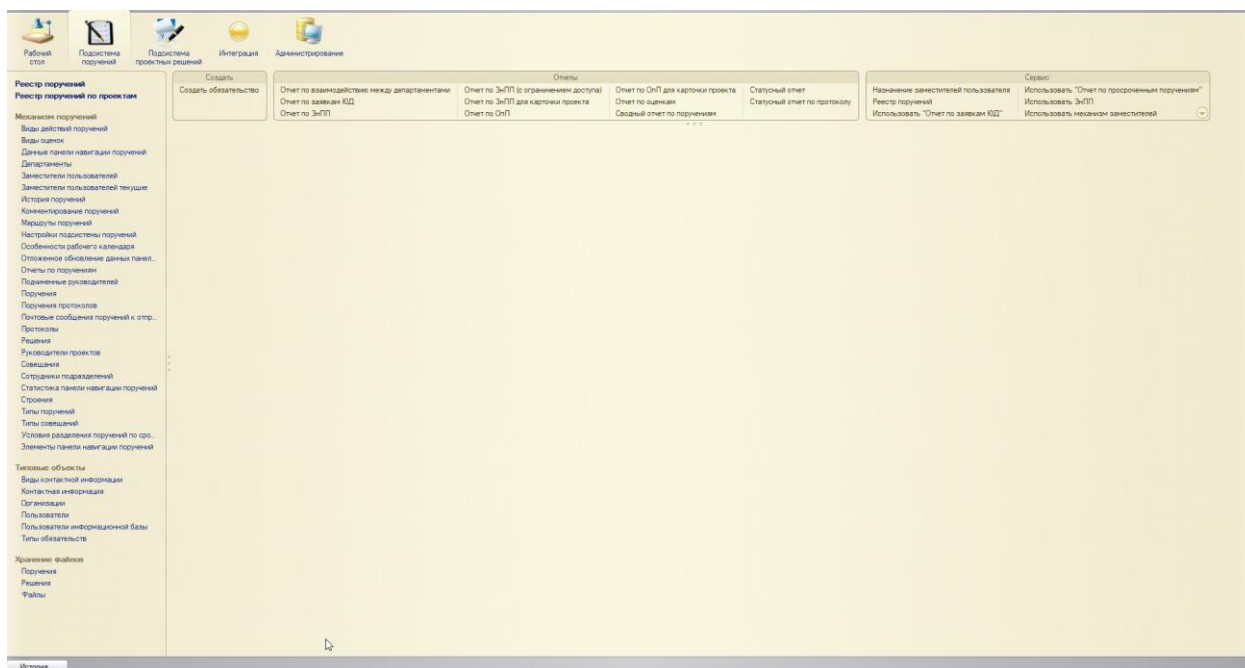 Рабочий стол
Подсистема поручений
Подсистема проектных решений
Интеграция
Администрирование
Реестр поручений
Реестр поручений по проектам
Механизм поручений
Виды действий поручений
Виды оценок
Данные панели навигации поручений
Департаменты
Заместители пользователей
Заместители пользователей текущие
История поручений
Комментирование поручений
Маршруты поручений
Настройки подсистемы поручений
Особенности рабочего календаря
Отложенное обновление данных панел...
Отчеты по поручениям
Подчиненные руководителей
Поручения
Поручения протоколов
Почтовые сообщения поручений к отпр...
Протоколы
Решения
Руководители проектов
Совещания
Сотрудники подразделений
Статистика панели навигации поручений
Строения
Типы поручений
Типы совещаний
Условия разделения поручений по сро...
Элементы панели навигации поручений
Типовые объекты
Виды контактной информации
Контактная информация
Организации
Пользователи
Пользователи информационной базы
Типы обязательств
Хранение файлов
Поручения
Решения
Файлы
Создать
Создать обязательство
Отчеты
Отчет по взаимодействию между департаментами
Отчет по заявкам ЮД
Отчет по ЗнПП
Отчет по ЗнПП (с ограничением доступа)
Отчет по ЗнПП для карточки проекта
Отчет по ОпП
Отчет по ОпП для карточки проекта
Отчет по оценкам
Сводный отчет по поручениям
Статусный отчет
Статусный отчет по протоколу
Сервис
Назначение заместителей пользователя
Реестр поручений
Использовать "Отчет по заявкам ЮД"
Использовать "Отчет по просроченным поручениям"
Использовать ЗнПП
Использовать механизм заместителей
История